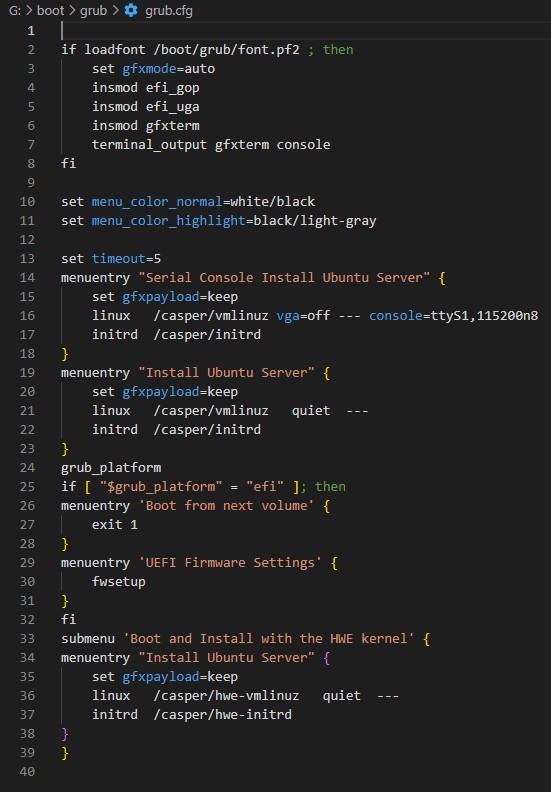 G: > boot > grub > grub.cfg
1
2 if loadfont /boot/grub/font.pf2 ; then
3     set gfxmode=auto
4     insmod efi_gop
5     insmod efi_uga
6     insmod gfxterm
7     terminal_output gfxterm console
8 fi
9
10 set menu_color_normal=white/black
11 set menu_color_highlight=black/light-gray
12
13 set timeout=5
14 menuentry "Serial Console Install Ubuntu Server" {
15     set gfxpayload=keep
16     linux   /casper/vmlinuz vga=off --- console=ttyS1,115200n8
17     initrd  /casper/initrd
18 }
19 menuentry "Install Ubuntu Server" {
20     set gfxpayload=keep
21     linux   /casper/vmlinuz   quiet  ---
22     initrd  /casper/initrd
23 }
24 grub_platform
25 if [ "$grub_platform" = "efi" ]; then
26 menuentry 'Boot from next volume' {
27     exit 1
28 }
29 menuentry 'UEFI Firmware Settings' {
30     fwsetup
31 }
32 fi
33 submenu 'Boot and Install with the HWE kernel' {
34 menuentry "Install Ubuntu Server" {
35     set gfxpayload=keep
36     linux   /casper/hwe-vmlinuz   quiet  ---
37     initrd  /casper/hwe-initrd
38 }
39 }
40